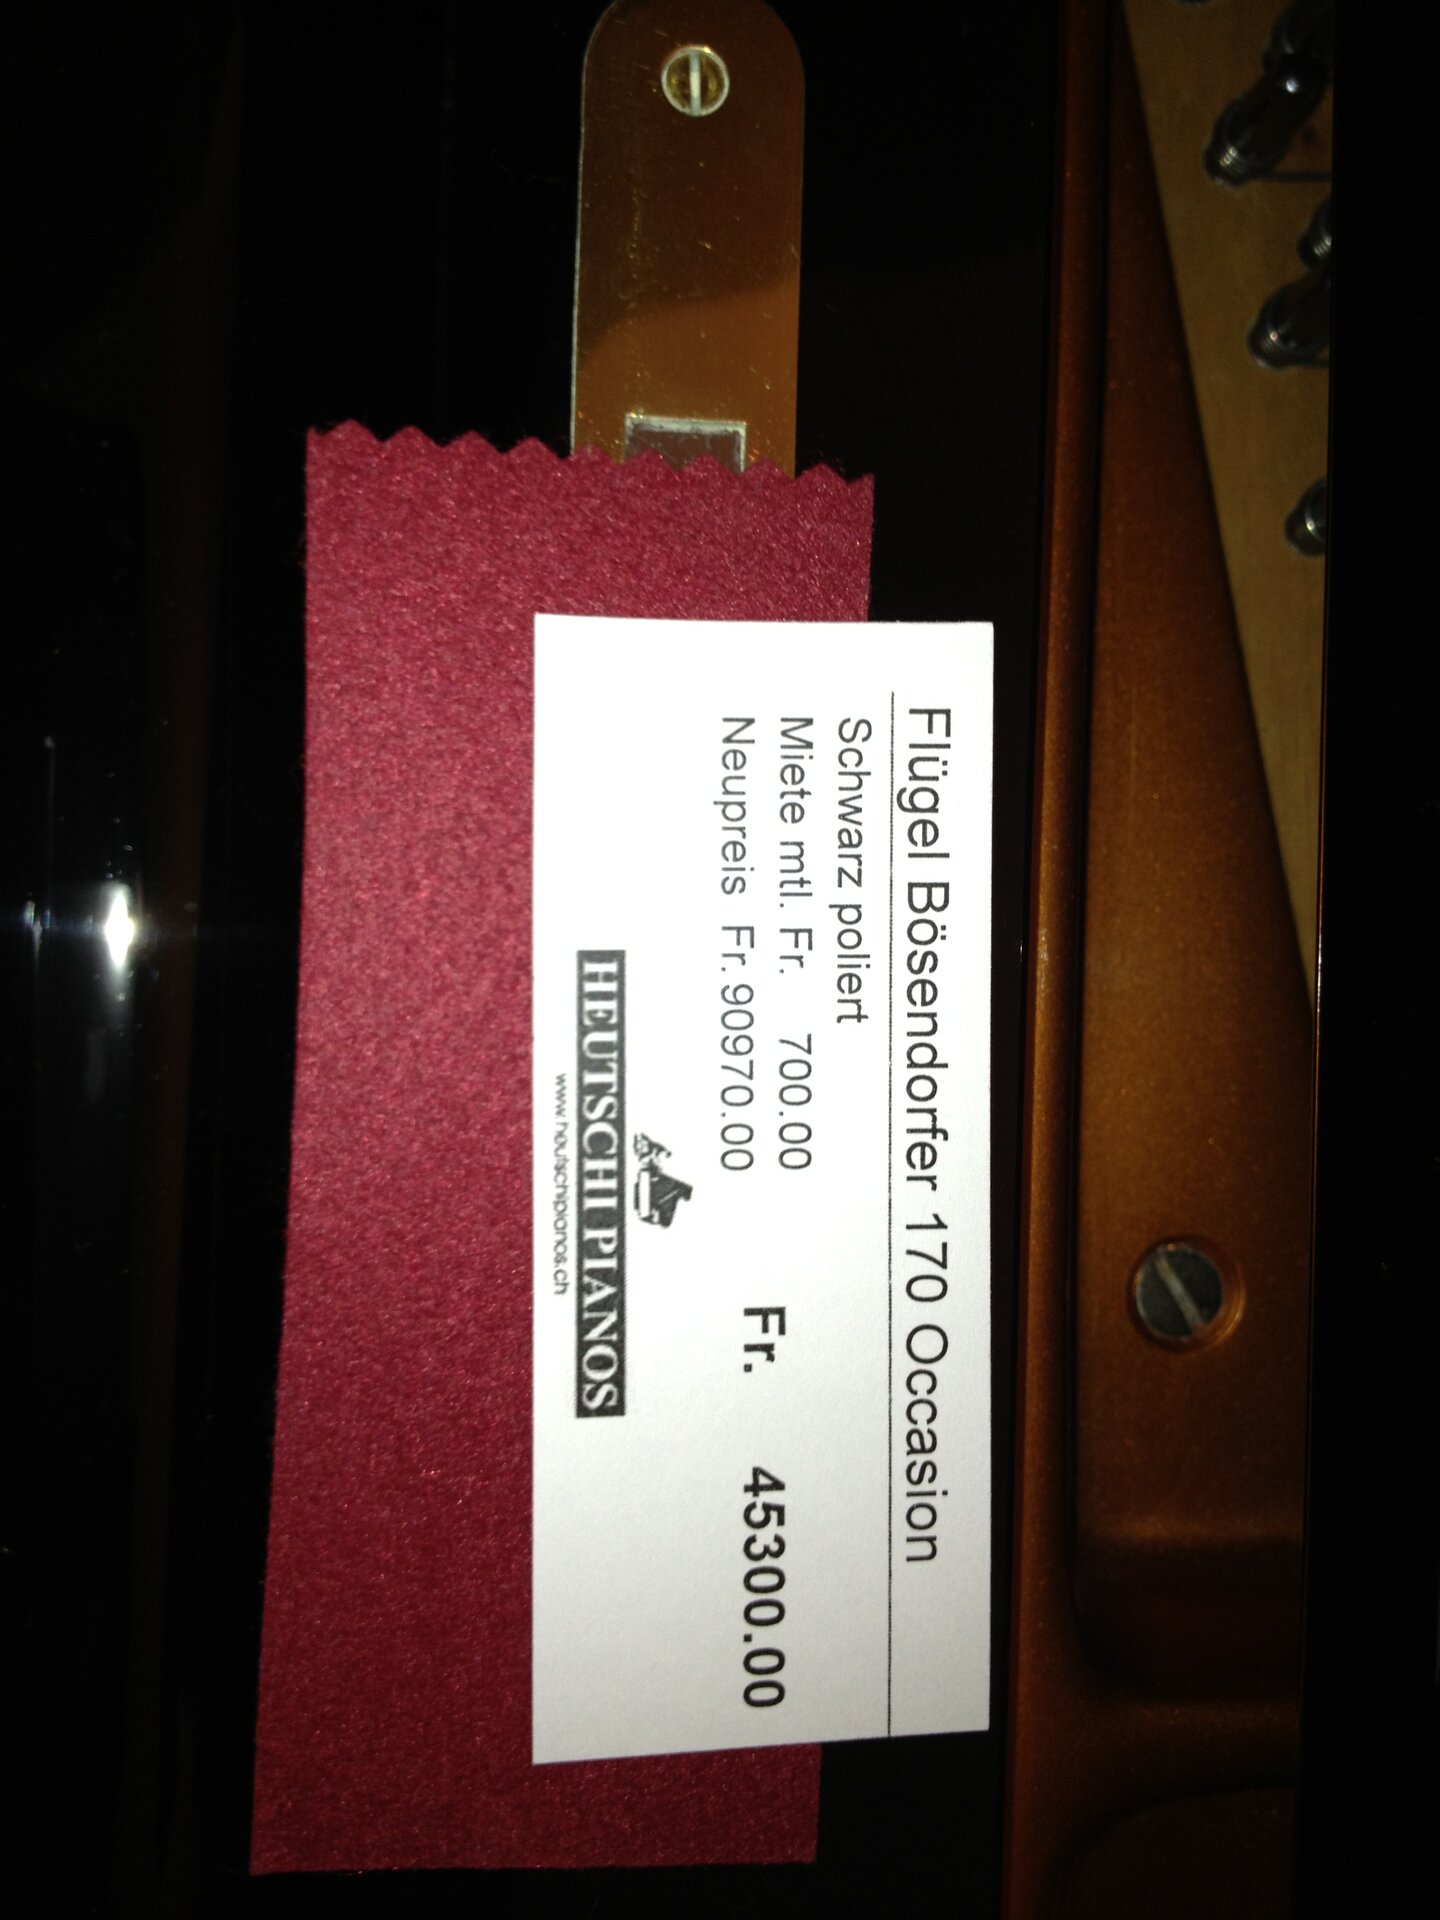 Flügel Bösendorfer 170 Occasion
Schwarz poliert
Miete mtl. Fr. 700.00
Neupreis Fr. 90970.00
Fr. 45300.00
HEUTSCHI PIANOS
www.heutschipianos.ch